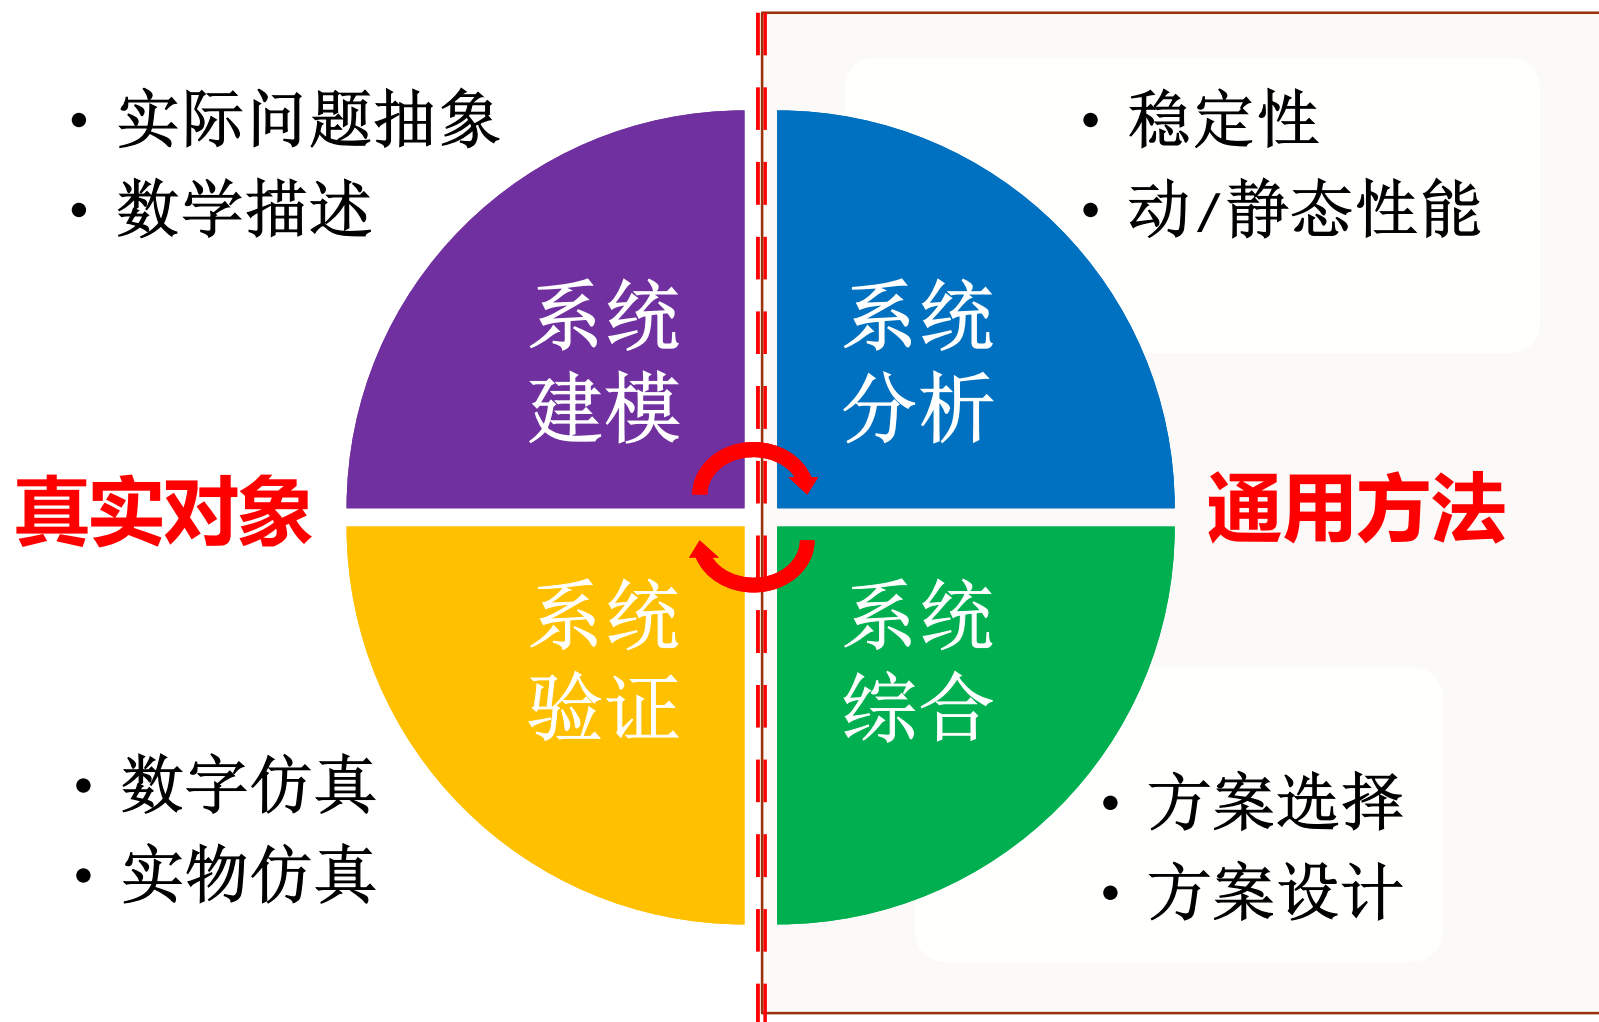 • 实际问题抽象
• 数学描述
• 稳定性
• 动/静态性能
系统
建模
系统
分析
真实对象
通用方法
系统
验证
系统
综合
• 数字仿真
• 实物仿真
• 方案选择
• 方案设计